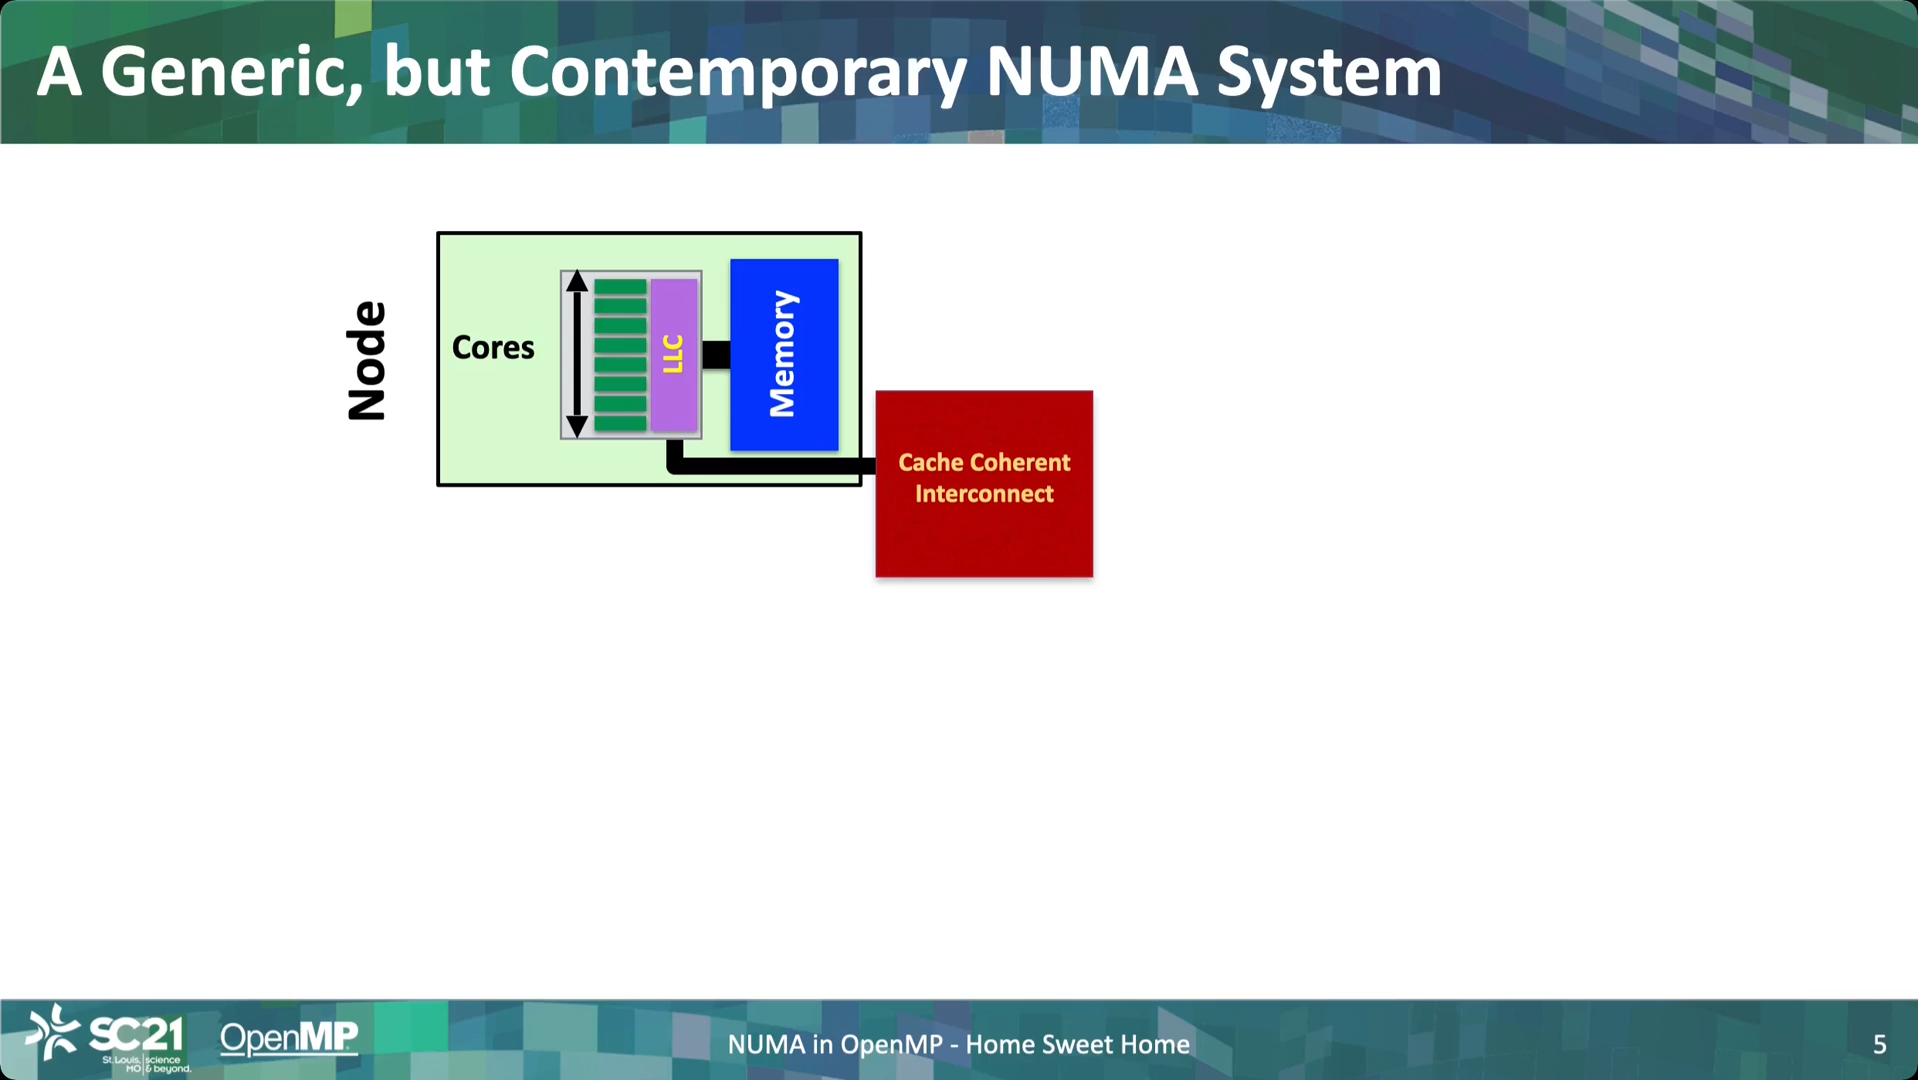 A Generic, but Contemporary NUMA System
Node
Cores
LLC
Memory
Cache Coherent
Interconnect
SC21
St. Louis, science
MO & beyond.
OpenMP
NUMA in OpenMP - Home Sweet Home
5